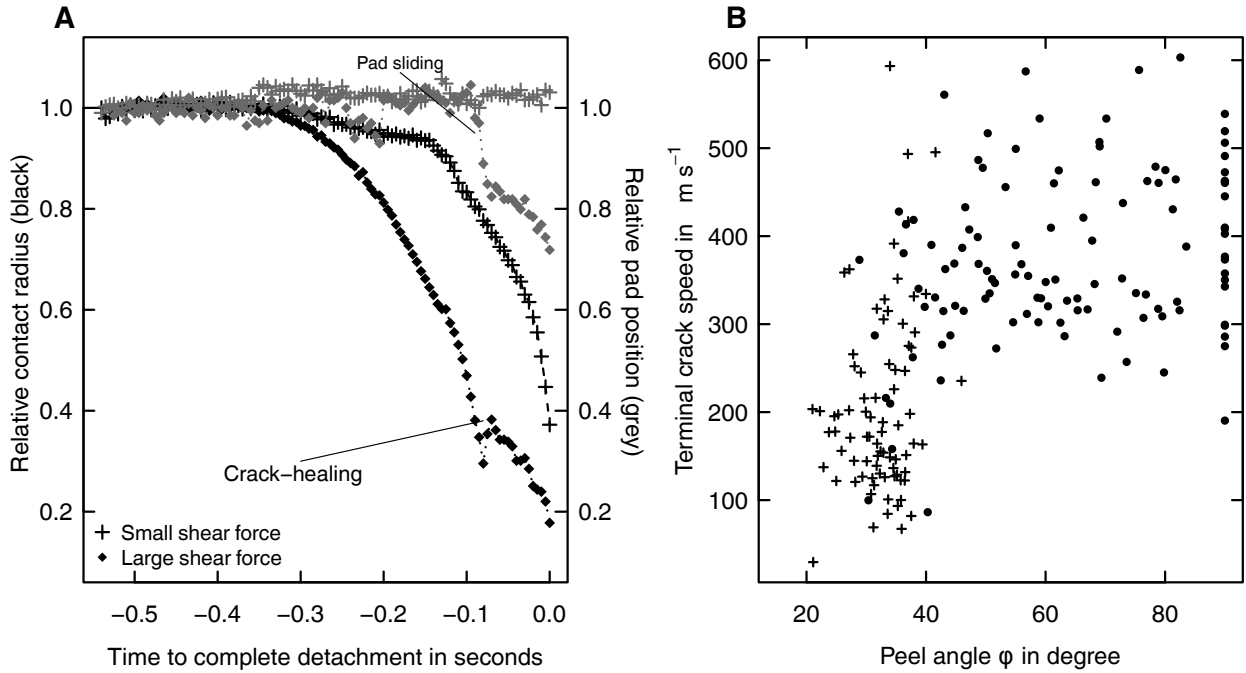 A
B
Pad sliding
1.0
0.8
0.6
0.4
0.2
1.0
0.8
0.6
0.4
0.2
Relative contact radius (black)
Relative pad position (grey)
Crack−healing
Small shear force
Large shear force
−0.5
−0.4
−0.3
−0.2
−0.1
0.0
Time to complete detachment in seconds
600
500
400
300
200
100
Terminal crack speed in m s−1
20
40
60
80
Peel angle φ in degree